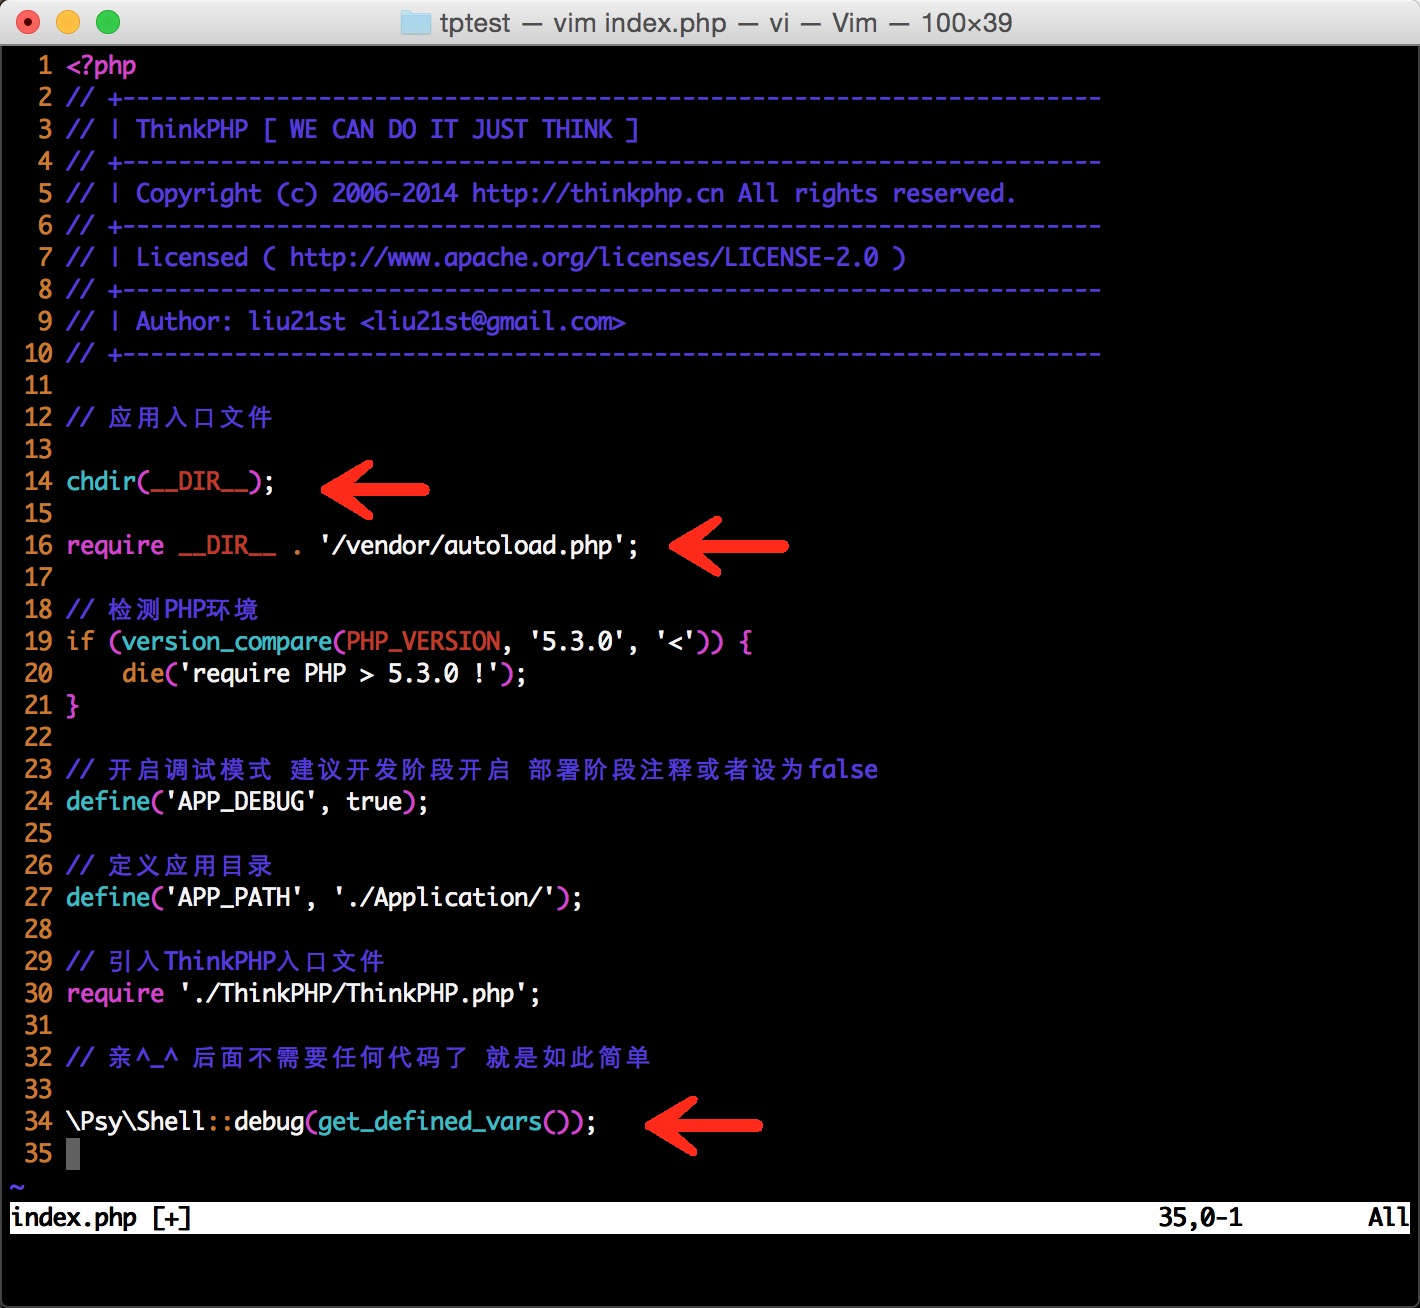 tptest — vim index.php — vi — Vim — 100×39
1 <?php
2 // +----------------------------------------------------------------------
3 // | ThinkPHP [ WE CAN DO IT JUST THINK ]
4 // +----------------------------------------------------------------------
5 // | Copyright (c) 2006-2014 http://thinkphp.cn All rights reserved.
6 // +----------------------------------------------------------------------
7 // | Licensed ( http://www.apache.org/licenses/LICENSE-2.0 )
8 // +----------------------------------------------------------------------
9 // | Author: liu21st <liu21st@gmail.com>
10 // +----------------------------------------------------------------------
11
12 // 应用入口文件
13
14 chdir(__DIR__);
15
16 require __DIR__ . '/vendor/autoload.php';
17
18 // 检测PHP环境
19 if (version_compare(PHP_VERSION, '5.3.0', '<')) {
20     die('require PHP > 5.3.0 !');
21 }
22
23 // 开启调试模式 建议开发阶段开启 部署阶段注释或者设为false
24 define('APP_DEBUG', true);
25
26 // 定义应用目录
27 define('APP_PATH', './Application/');
28
29 // 引入ThinkPHP入口文件
30 require './ThinkPHP/ThinkPHP.php';
31
32 // 亲^_^ 后面不需要任何代码了 就是如此简单
33
34 \Psy\Shell::debug(get_defined_vars());
35
~
index.php [+] 35,0-1 All